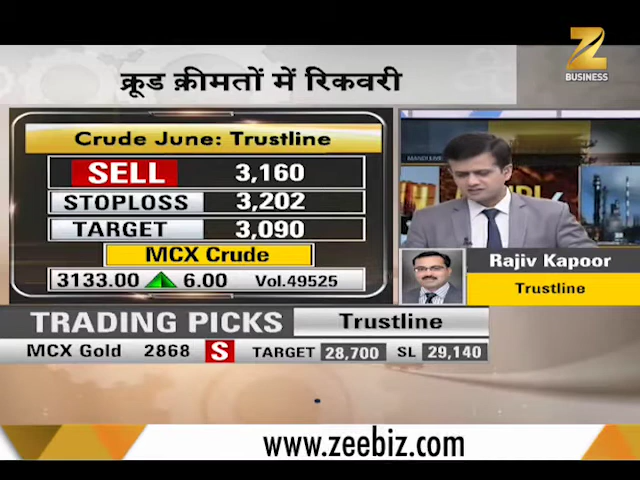 Z BUSINESS
क्रूड क़ीमतों में रिकवरी
Crude June: Trustline
SELL 3,160
STOPLOSS 3,202
TARGET 3,090
MCX Crude
3133.00 6.00 Vol.49525
MANDI LIVE
Rajiv Kapoor
Trustline
TRADING PICKS Trustline
MCX Gold 2868 S TARGET 28,700 SL 29,140
www.zeebiz.com